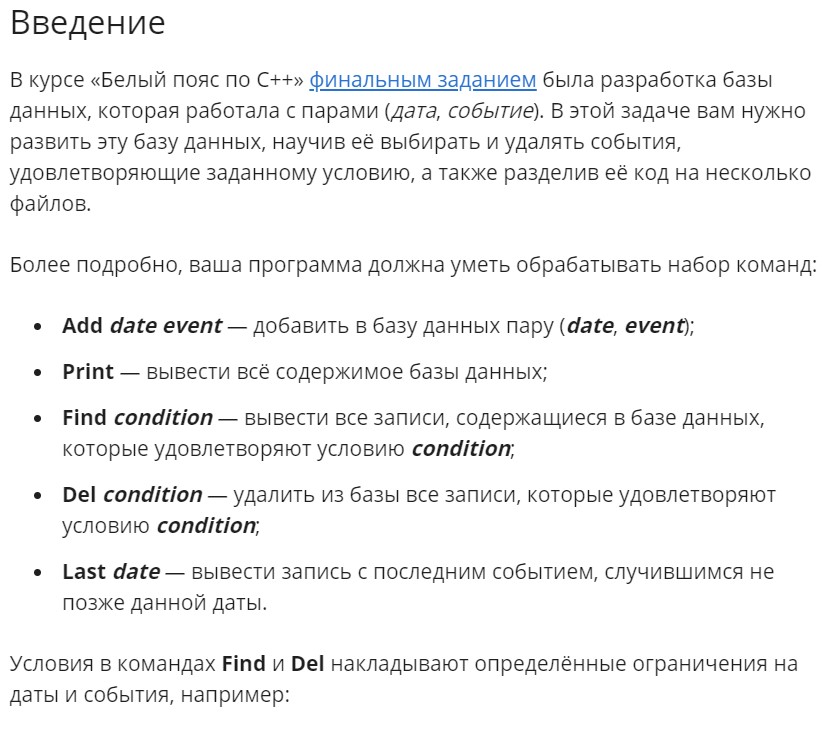 Введение
В курсе «Белый пояс по С++» финальным заданием была разработка базы
данных, которая работала с парами (дата, событие). В этой задаче вам нужно
развить эту базу данных, научив её выбирать и удалять события,
удовлетворяющие заданному условию, а также разделив её код на несколько
файлов.
Более подробно, ваша программа должна уметь обрабатывать набор команд:
• Add date event — добавить в базу данных пару (date, event);
• Print — вывести всё содержимое базы данных;
• Find condition — вывести все записи, содержащиеся в базе данных,
которые удовлетворяют условию condition;
• Del condition — удалить из базы все записи, которые удовлетворяют
условию condition;
• Last date — вывести запись с последним событием, случившимся не
позже данной даты.
Условия в командах Find и Del накладывают определённые ограничения на
даты и события, например: